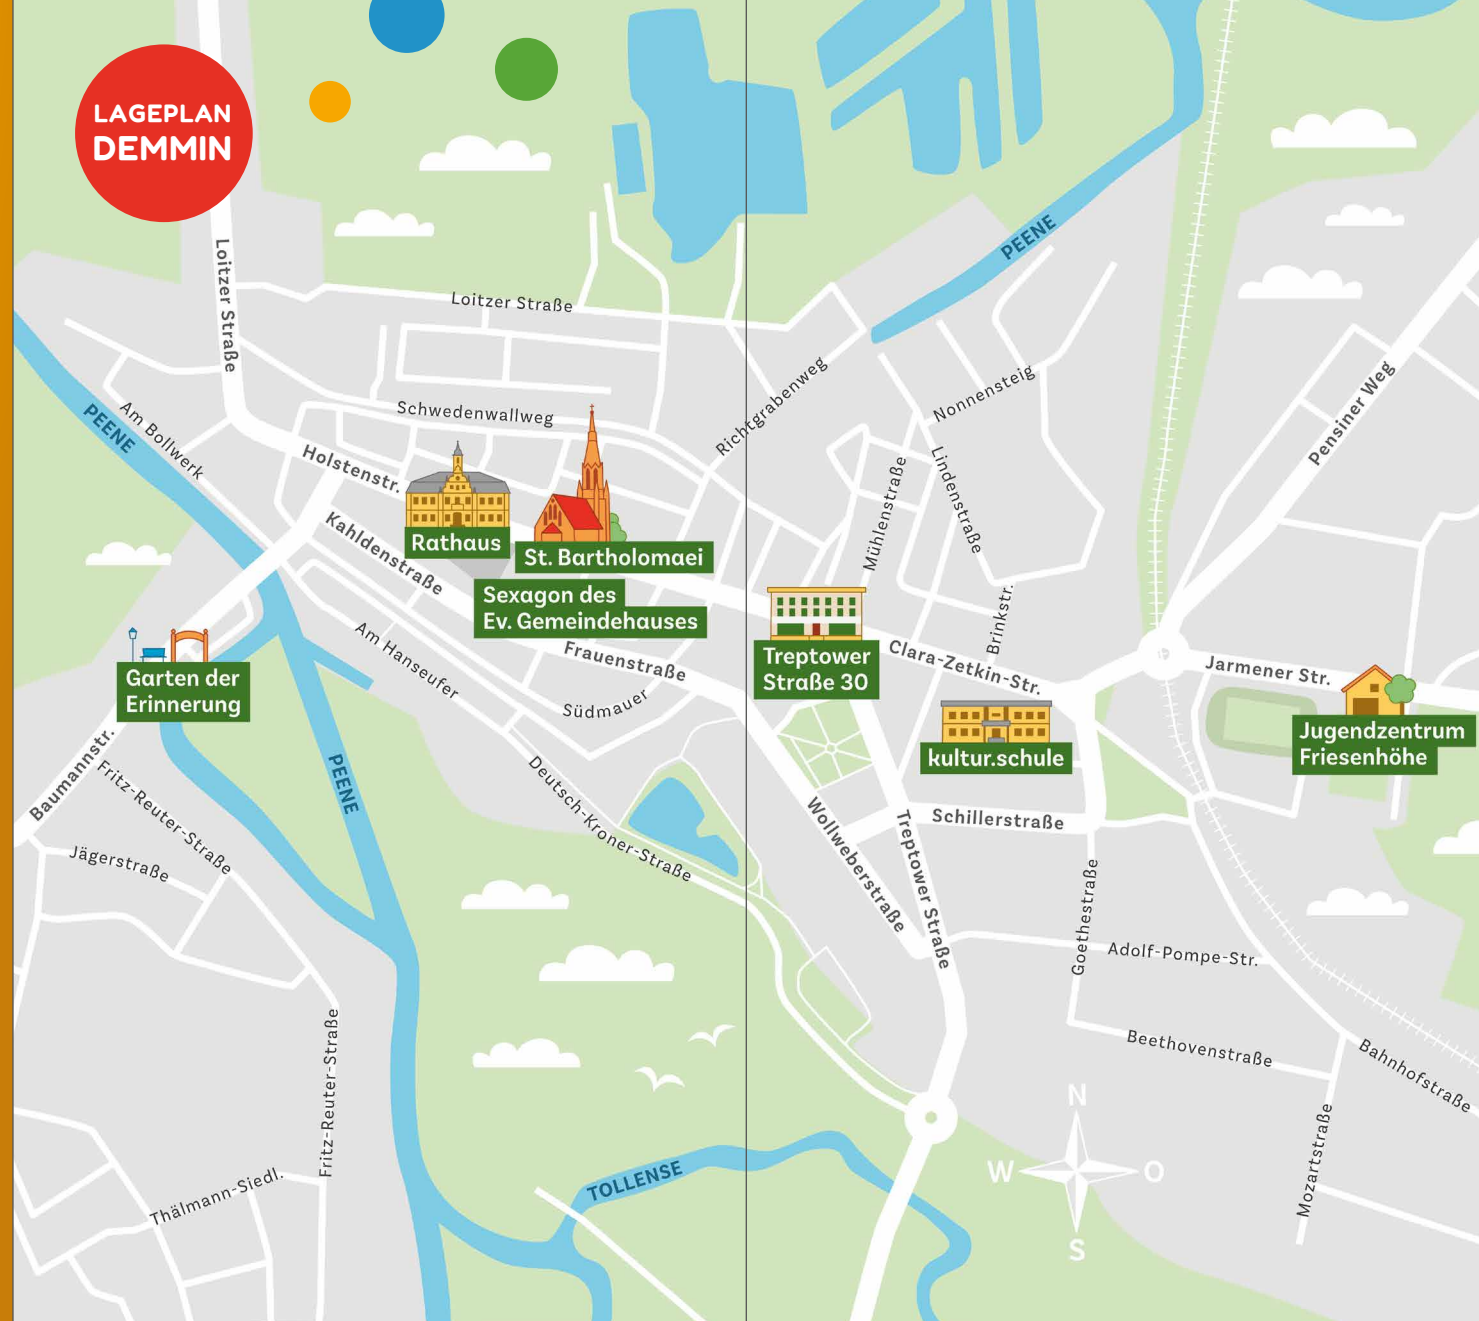 LAGEPLAN
DEMMIN
PEENE
Loitzer Straße
Loitzer Straße
Schwedenwallweg
Richtgrabenweg
Nonnensteig
Pensiner Weg
PEENE
Am Bollwerk
Holstenstr.
Kahldenstraße
Mühlenstraße
Lindenstraße
Brinkstr.
Rathaus
St. Bartholomaei
Sexagon des
Ev. Gemeindehauses
Garten der
Erinnerung
Am Hanseufer
Frauenstraße
Südmauer
Treptower
Straße 30
Clara-Zetkin-Str.
Jarmener Str.
kultur.schule
Jugendzentrum
Friesenhöhe
Baumannstr.
Fritz-Reuter-Straße
Jägerstraße
PEENE
Deutsch-Kroner-Straße
Wollweberstraße
Treptower Straße
Schillerstraße
Goethestraße
Adolf-Pompe-Str.
Beethovenstraße
Bahnhofstraße
Mozartstraße
Fritz-Reuter-Straße
Thälmann-Siedl.
TOLLENSE
N
W
O
S